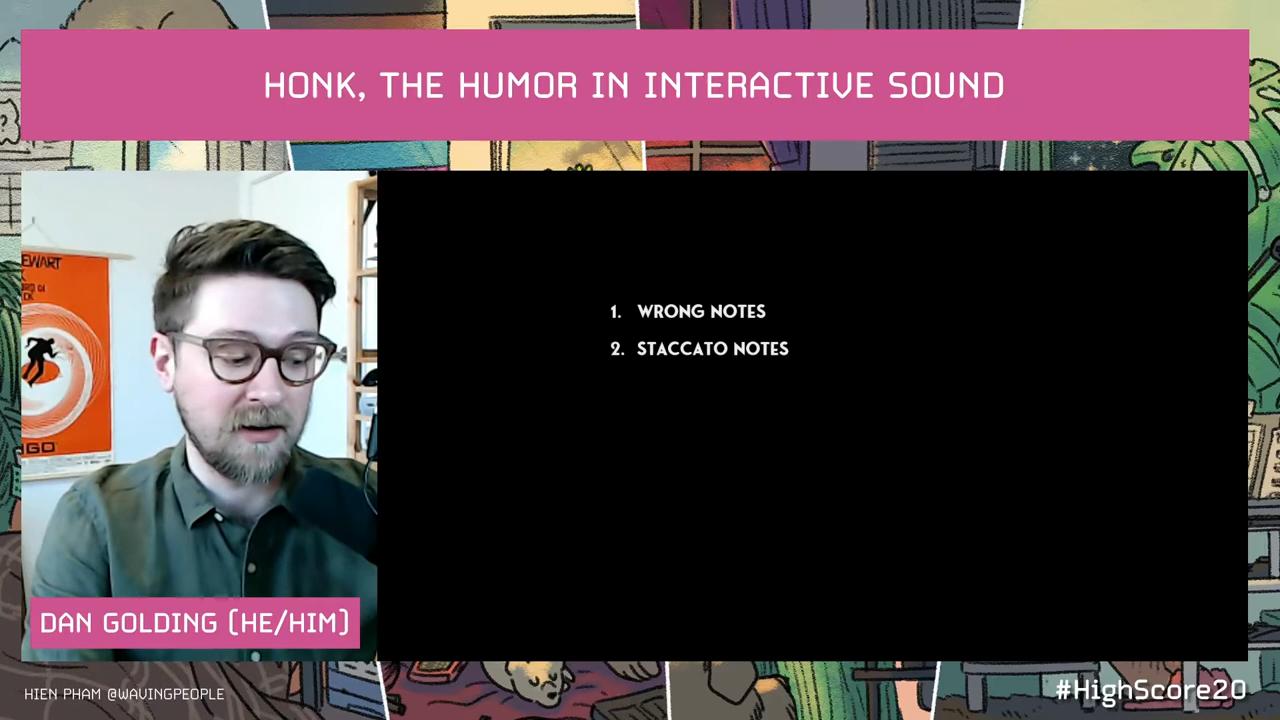 HONK, THE HUMOR IN INTERACTIVE SOUND
EWART
1. WRONG NOTES
2. STACCATO NOTES
DAN GOLDING (HE/HIM)
HIEN PHAM @WAVINGPEOPLE
#HighScore20